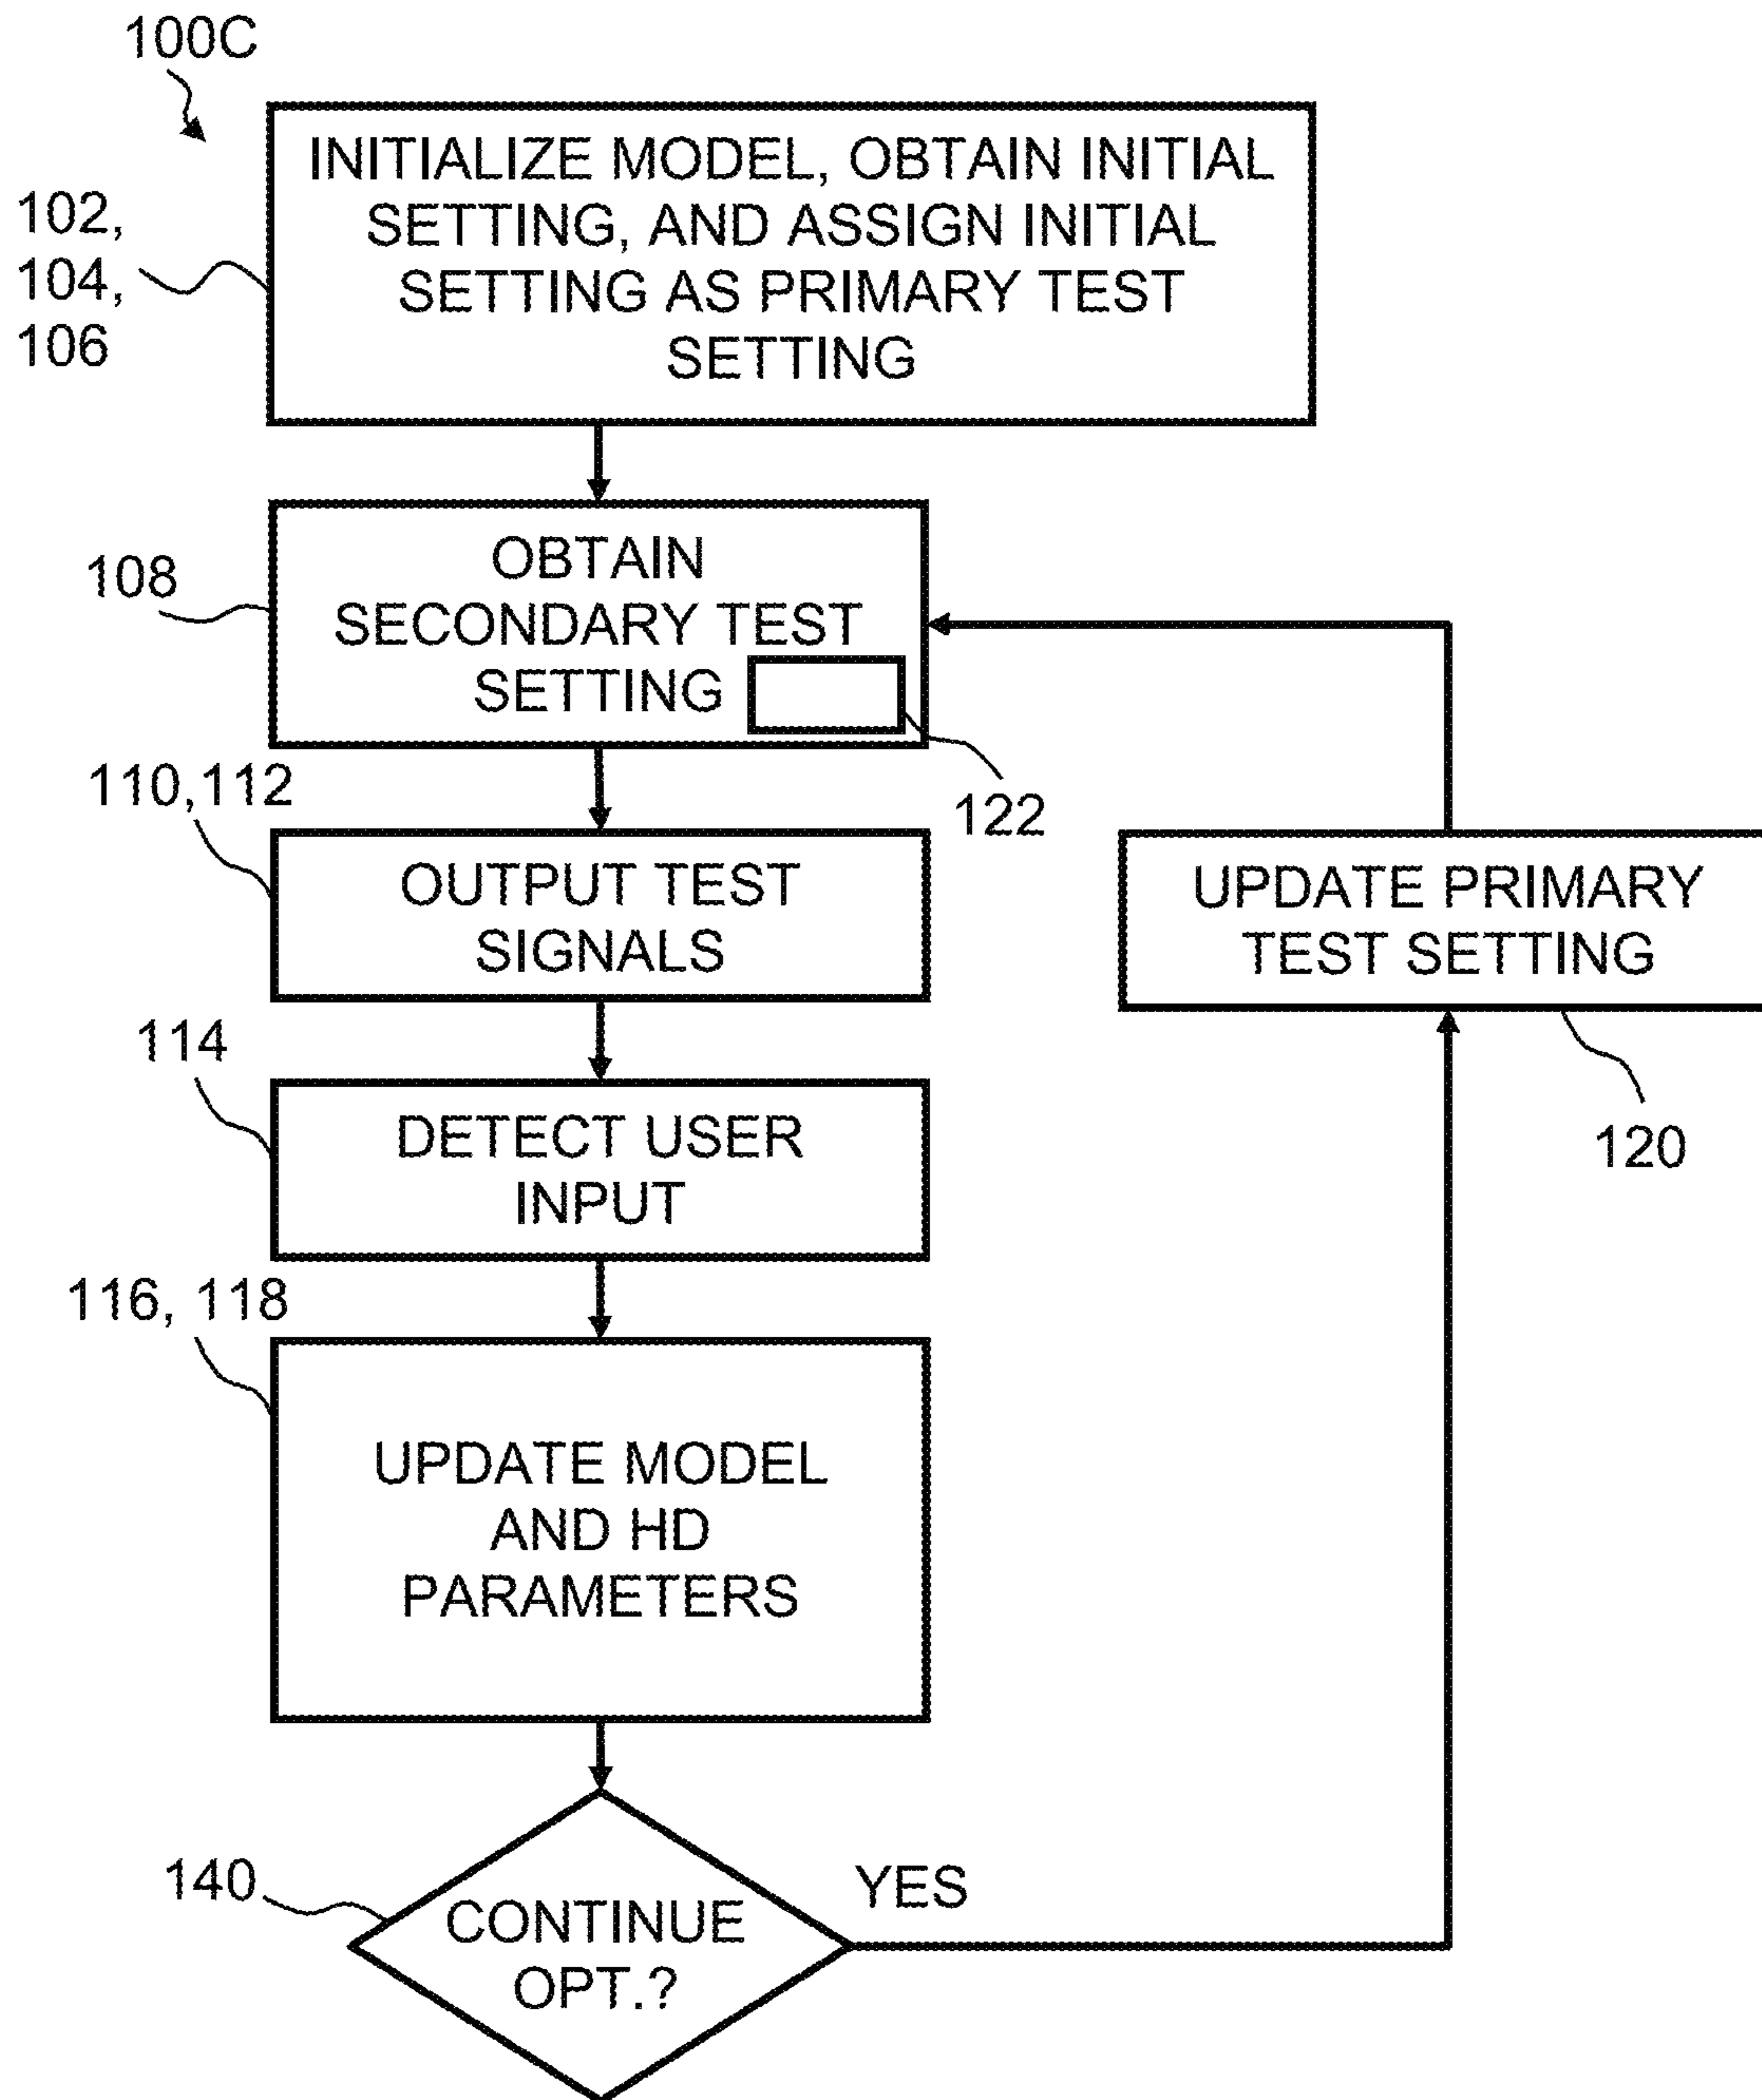 100C
INITIALIZE MODEL, OBTAIN INITIAL
SETTING, AND ASSIGN INITIAL
SETTING AS PRIMARY TEST
SETTING
102,
104,
106
OBTAIN
SECONDARY TEST
SETTING
108
122
110,112
OUTPUT TEST
SIGNALS
UPDATE PRIMARY
TEST SETTING
120
114
DETECT USER
INPUT
116, 118
UPDATE MODEL
AND HD
PARAMETERS
140
CONTINUE
OPT.?
YES